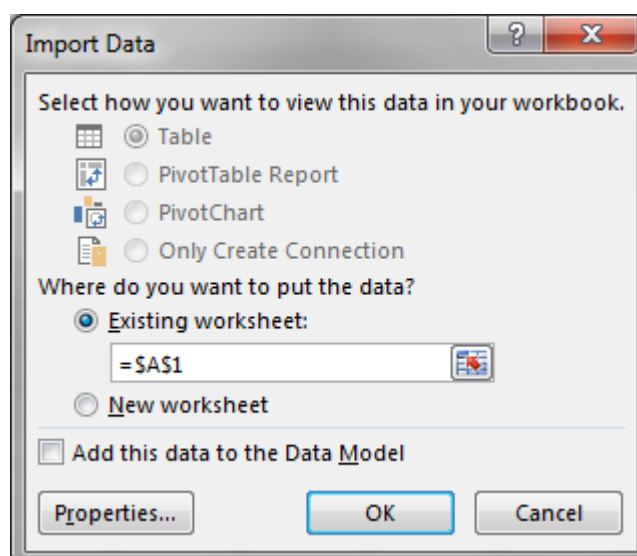 Import Data
?
Select how you want to view this data in your workbook.
Table
PivotTable Report
PivotChart
Only Create Connection
Where do you want to put the data?
Existing worksheet:
=$A$1
New worksheet
Add this data to the Data Model
Properties... OK Cancel